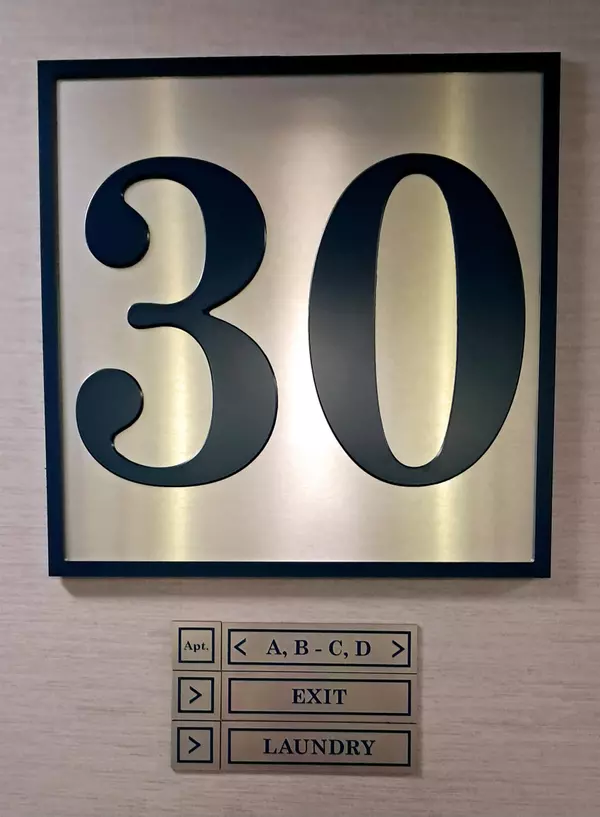 30
Apt. < A, B - C, D >
> EXIT
> LAUNDRY